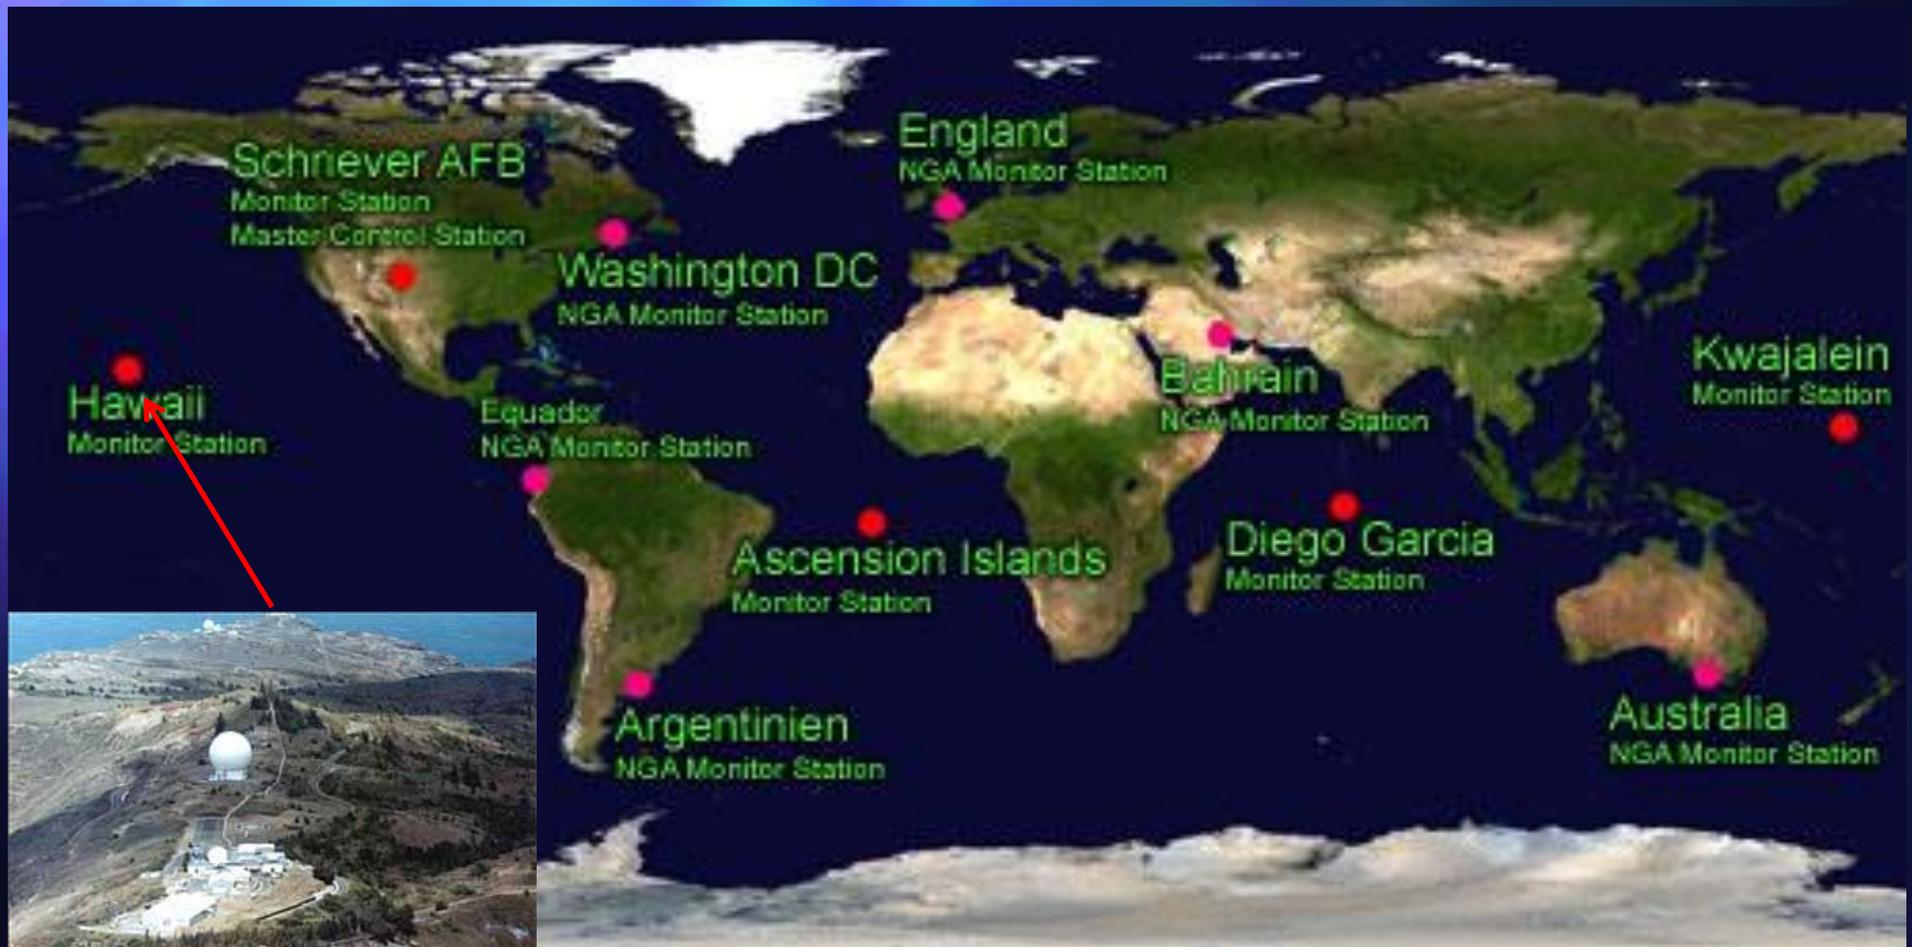 England
NGA Monitor Station
Schriever AFB
Monitor Station
Master Control Station
Washington DC
NGA Monitor Station
Hawaii
Monitor Station
Equador
NGA Monitor Station
Bahrain
NGA Monitor Station
Kwajalein
Monitor Station
Ascension Islands
Monitor Station
Diego Garcia
Monitor Station
Argentinien
NGA Monitor Station
Australia
NGA Monitor Station